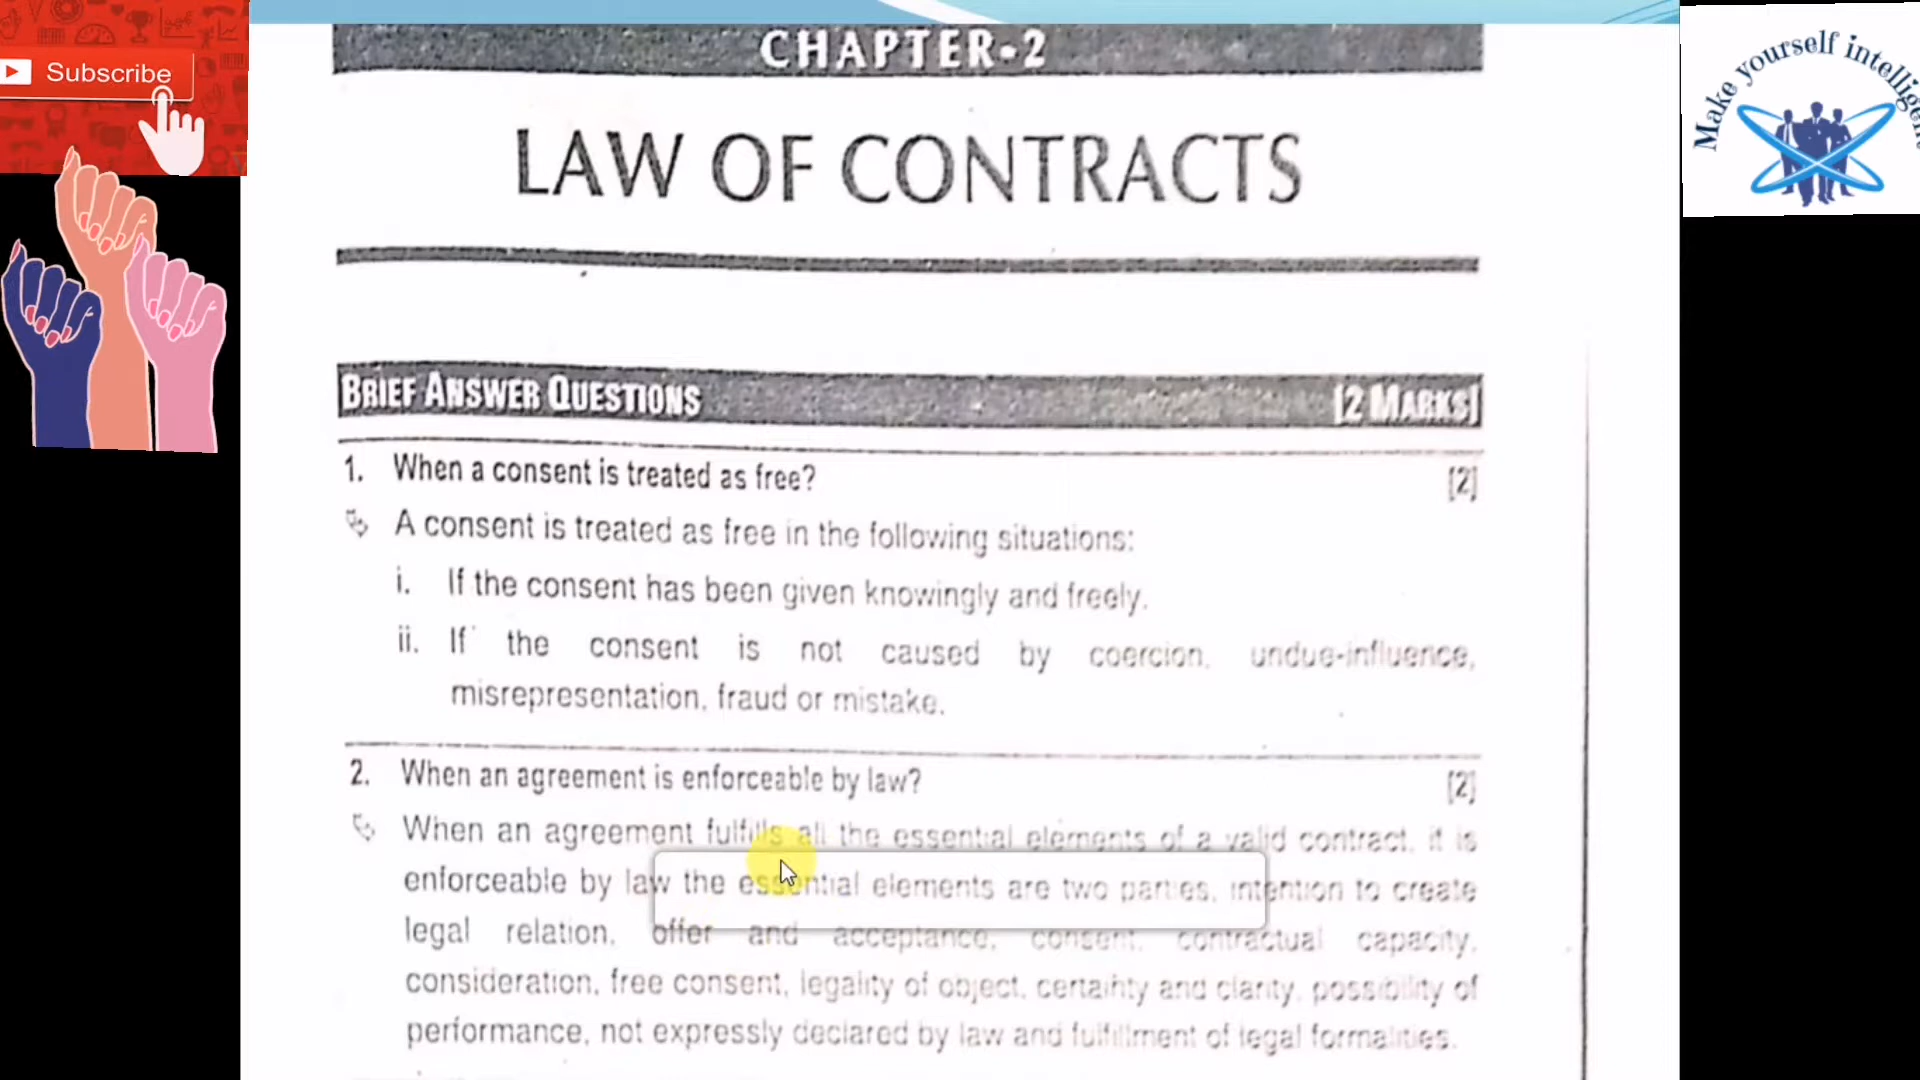 Subscribe
Make yourself intelligent
CHAPTER-2
LAW OF CONTRACTS
BRIEF ANSWER QUESTIONS [2 MARKS]
1. When a consent is treated as free? [2]
A consent is treated as free in the following situations:
i. If the consent has been given knowingly and freely.
ii. If the consent is not caused by coercion, undue-influence,
misrepresentation, fraud or mistake.
2. When an agreement is enforceable by law? [2]
When an agreement fulfills all the essential elements of a valid contract, it is
enforceable by law the essential elements are two parties, intention to create
legal relation, offer and acceptance, consent, contractual capacity,
consideration, free consent, legality of object, certainty and clarity, possibility of
performance, not expressly declared by law and fulfillment of legal formalities.